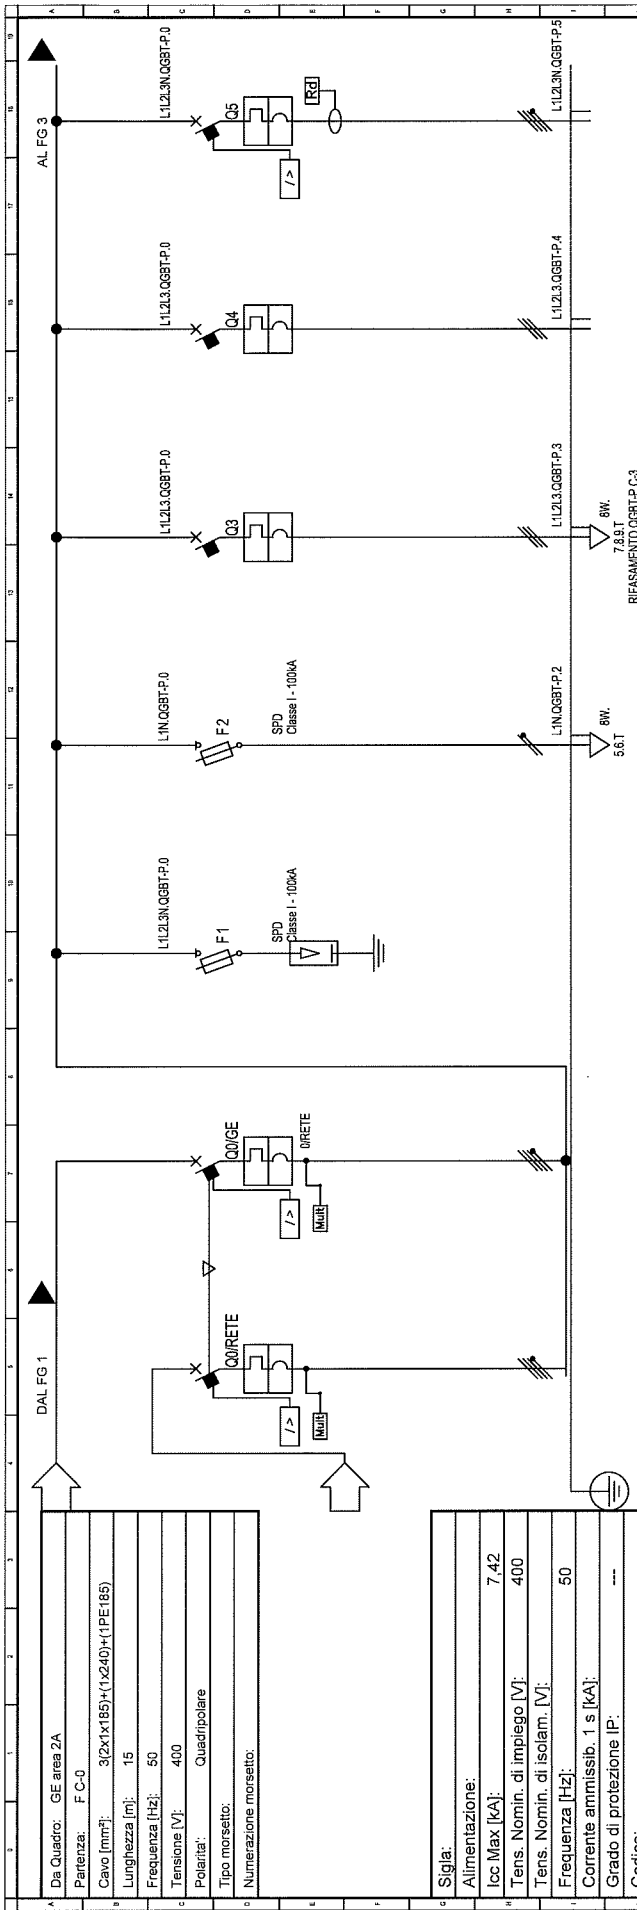 DAL FG 1
AL FG 3
Da Quadro: GE area 2A
Partenza: F C-0
Cavo [mm²]: 3(2x1x185)+(1x240)+(1PE185)
Lunghezza [m]: 15
Frequenza [Hz]: 50
Tensione [V]: 400
Polarita': Quadripolare
Tipo morsetto:
Numerazione morsetto:
Q0/RETE
I >
Mult
Q0/GE
I >
Mult
0/RETE
L1L2L3N.QGBT-P.0
F1
SPD
Classe I - 100kA
L1N.QGBT-P.0
F2
SPD
Classe I - 100kA
L1N.QGBT-P.2
8W.
5.6.T
L1L2L3.QGBT-P.0
Q3
L1L2L3.QGBT-P.3
8W.
7.8.9.T
RIFASAMENTO QGBT-P C-3
L1L2L3.QGBT-P.0
Q4
L1L2L3.QGBT-P.4
L1L2L3N.QGBT-P.0
Q5
Rd
I >
L1L2L3N.QGBT-P.5
Sigla:
Alimentazione:
Icc Max [kA]: 7,42
Tens. Nomin. di impiego [V]: 400
Tens. Nomin. di isolam. [V]:
Frequenza [Hz]: 50
Corrente ammissib. 1 s [kA]:
Grado di protezione IP: ---